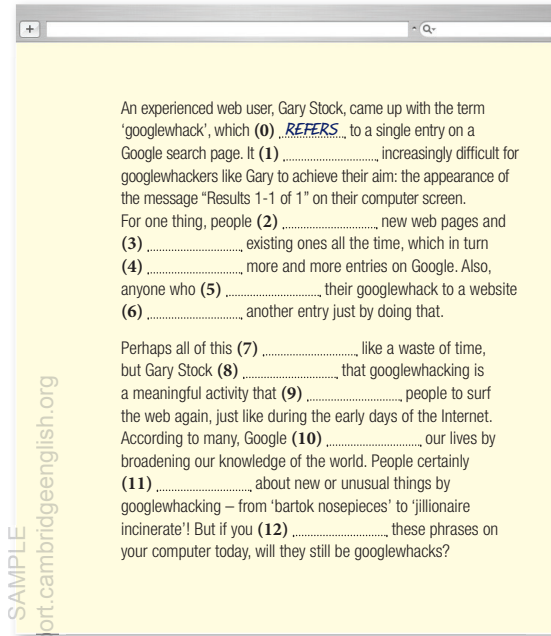 An experienced web user, Gary Stock, came up with the term
‘googlewhack’, which (0) REFERS to a single entry on a
Google search page. It (1) ........................ increasingly difficult for
googlewhackers like Gary to achieve their aim: the appearance of
the message “Results 1-1 of 1” on their computer screen.
For one thing, people (2) ........................ new web pages and
(3) ........................ existing ones all the time, which in turn
(4) ........................ more and more entries on Google. Also,
anyone who (5) ........................ their googlewhack to a website
(6) ........................ another entry just by doing that.
Perhaps all of this (7) ........................ like a waste of time,
but Gary Stock (8) ........................ that googlewhacking is
a meaningful activity that (9) ........................ people to surf
the web again, just like during the early days of the Internet.
According to many, Google (10) ........................ our lives by
broadening our knowledge of the world. People certainly
(11) ........................ about new or unusual things by
googlewhacking – from ‘bartok nosepieces’ to ‘jillionaire
incinerate’! But if you (12) ........................ these phrases on
your computer today, will they still be googlewhacks?
SAMPLE
ort.cambridgeenglish.org